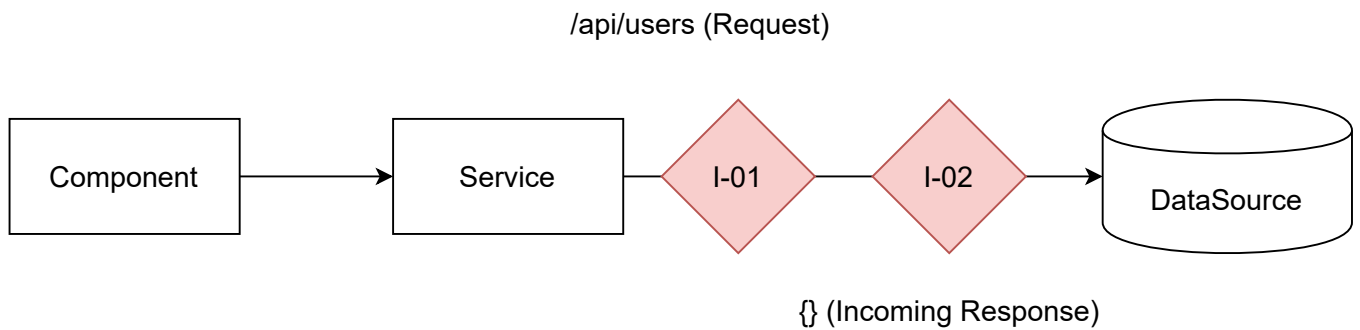 /api/users (Request)
Component
Service
I-01
I-02
DataSource
{} (Incoming Response)